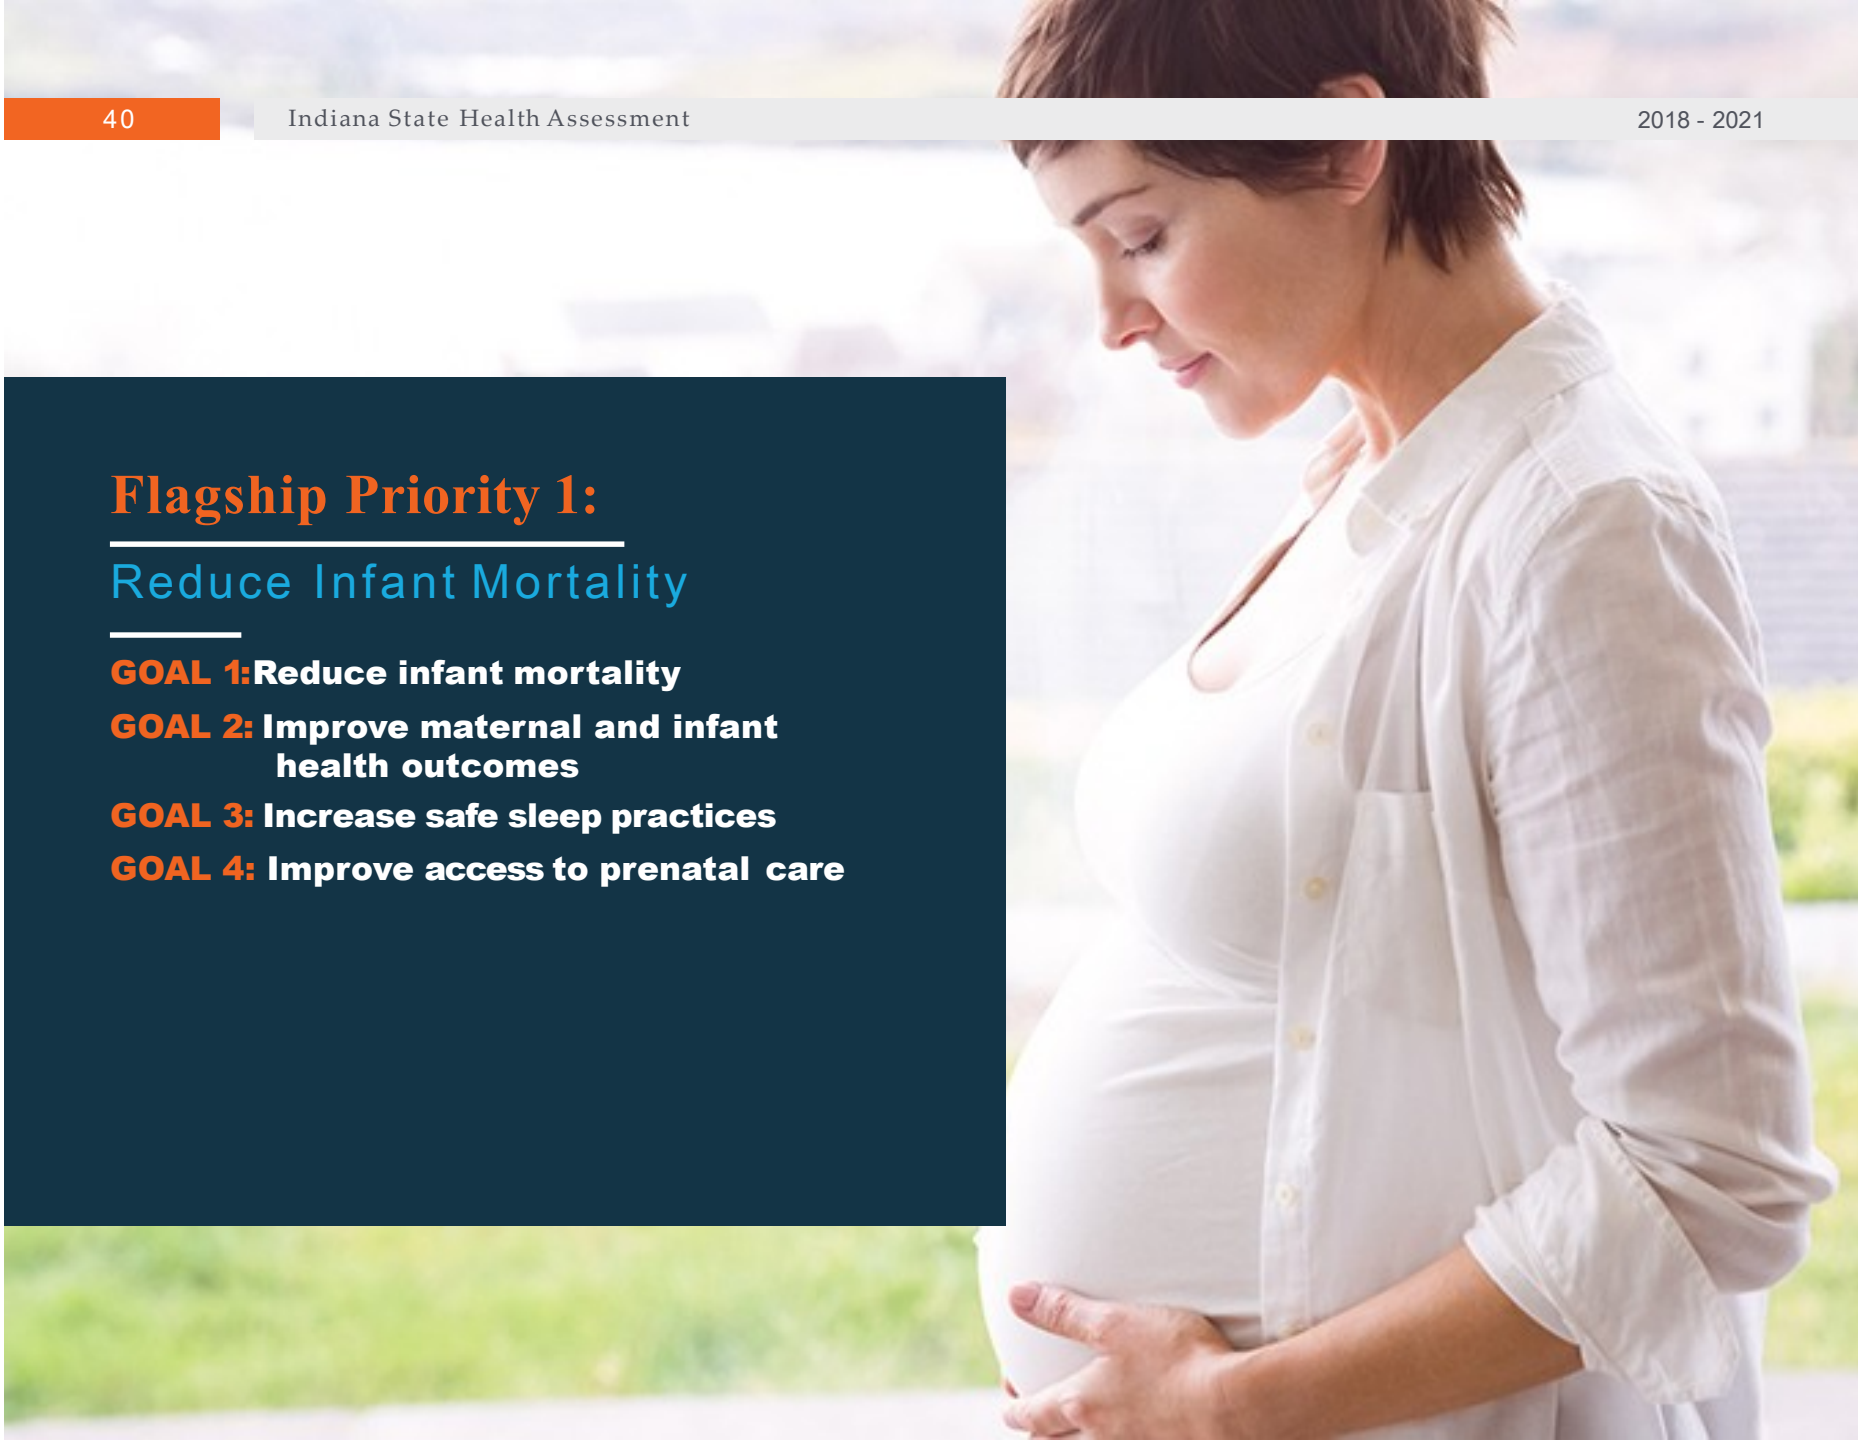 40
Indiana State Health Assessment
2018 - 2021
Flagship Priority 1:
Reduce Infant Mortality
GOAL 1:Reduce infant mortality
GOAL 2: Improve maternal and infant
health outcomes
GOAL 3: Increase safe sleep practices
GOAL 4: Improve access to prenatal care